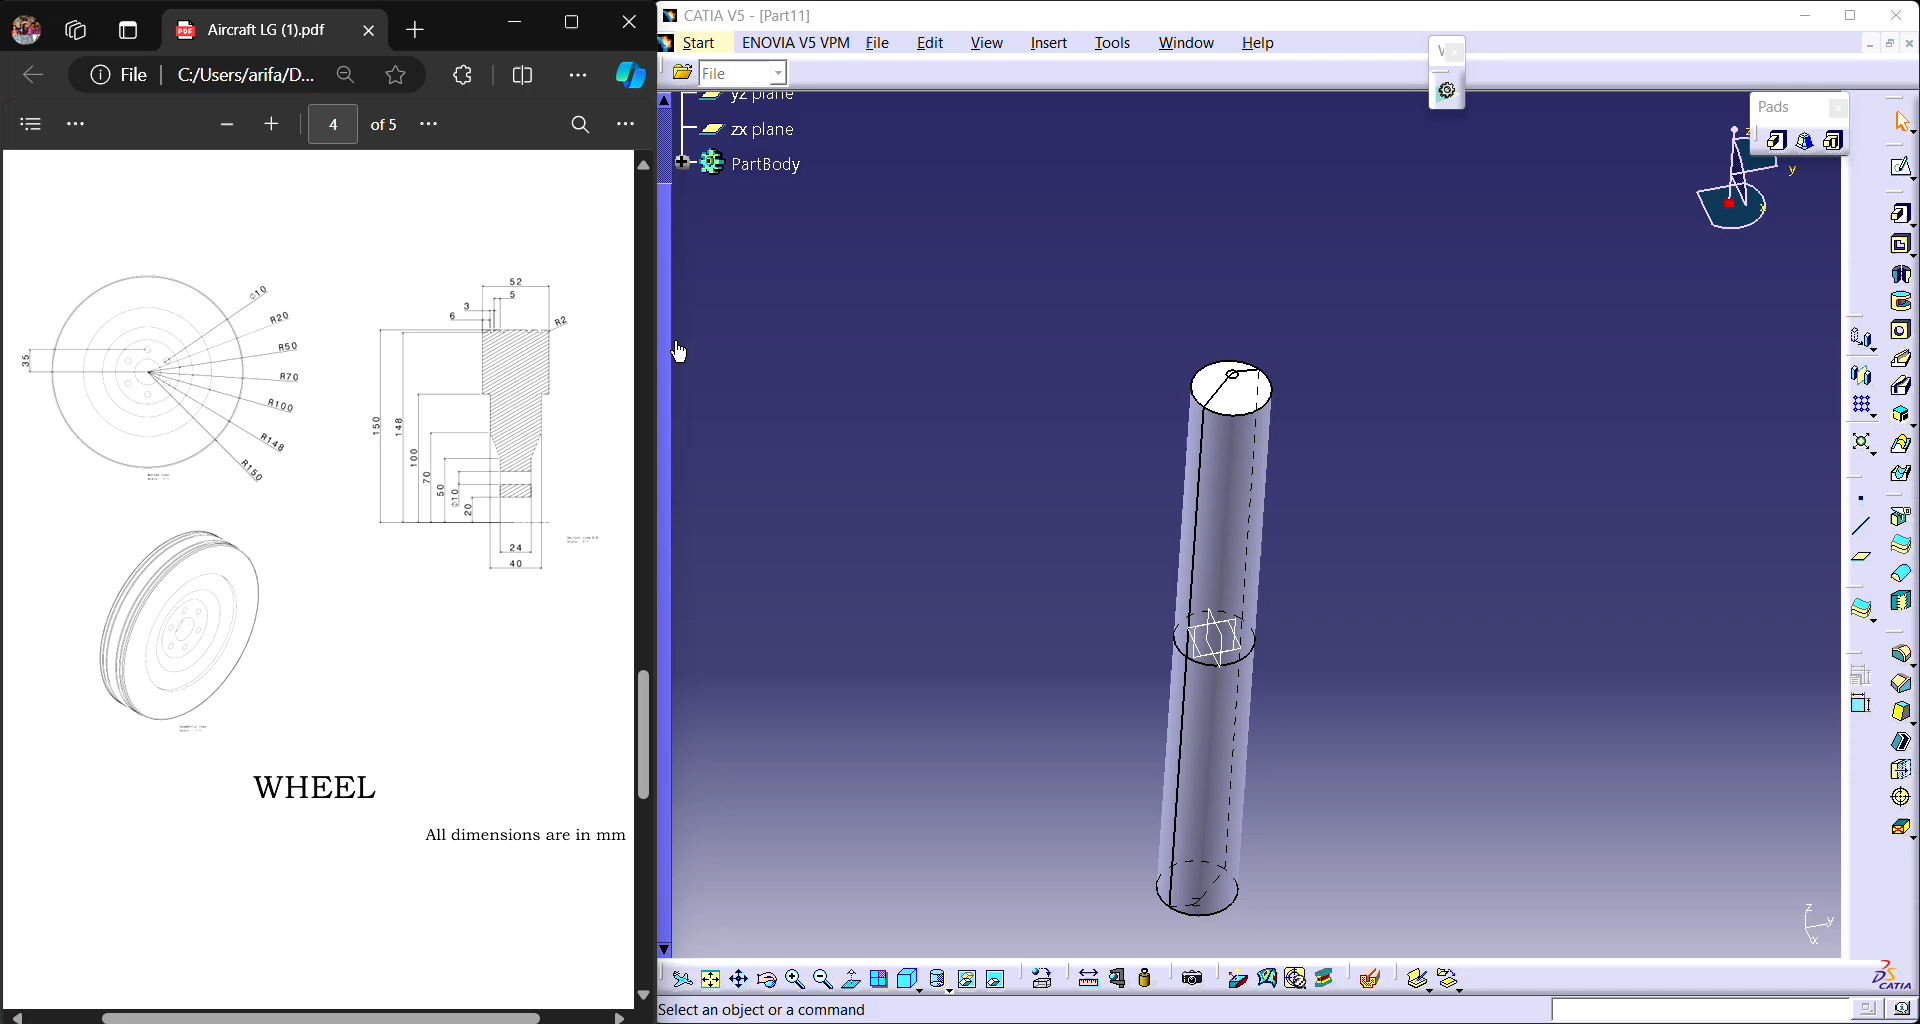 Aircraft LG (1).pdf
File
C:/Users/arifa/D...
4 of 5
⌀10
R20
R50
R70
R100
R148
R150
35
52
5
3
6
R2
150
148
100
70
50
⌀10
20
24
40
WHEEL
All dimensions are in mm
CATIA V5 - [Part11]
Start ENOVIA V5 VPM File Edit View Insert Tools Window Help
File
yz plane
zx plane
PartBody
Pads
z
y
x
z
y
x
CATIA
Select an object or a command